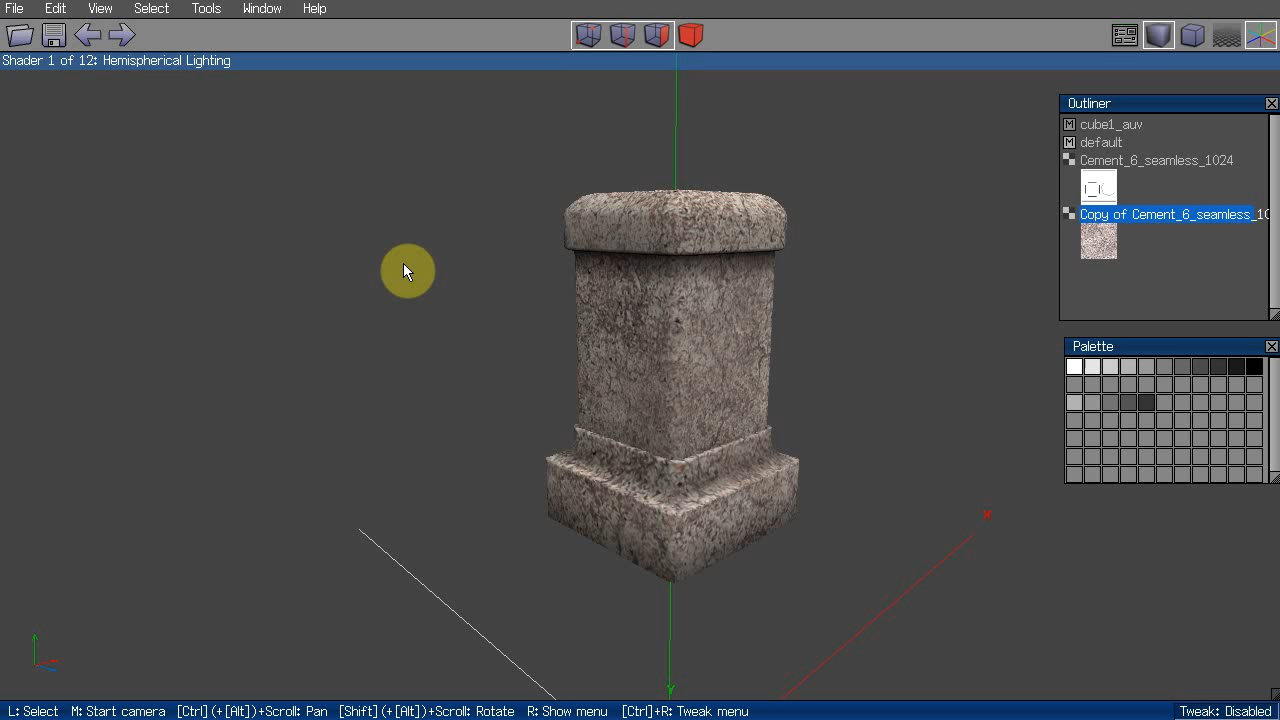 File Edit View Select Tools Window Help
Shader 1 of 12: Hemispherical Lighting
Outliner
cube1_auv
default
Cement_6_seamless_1024
Copy of Cement_6_seamless_10
Palette
X
Y
L: Select M: Start camera [Ctrl](+[Alt])+Scroll: Pan [Shift](+[Alt])+Scroll: Rotate R: Show menu [Ctrl]+R: Tweak menu Tweak: Disabled